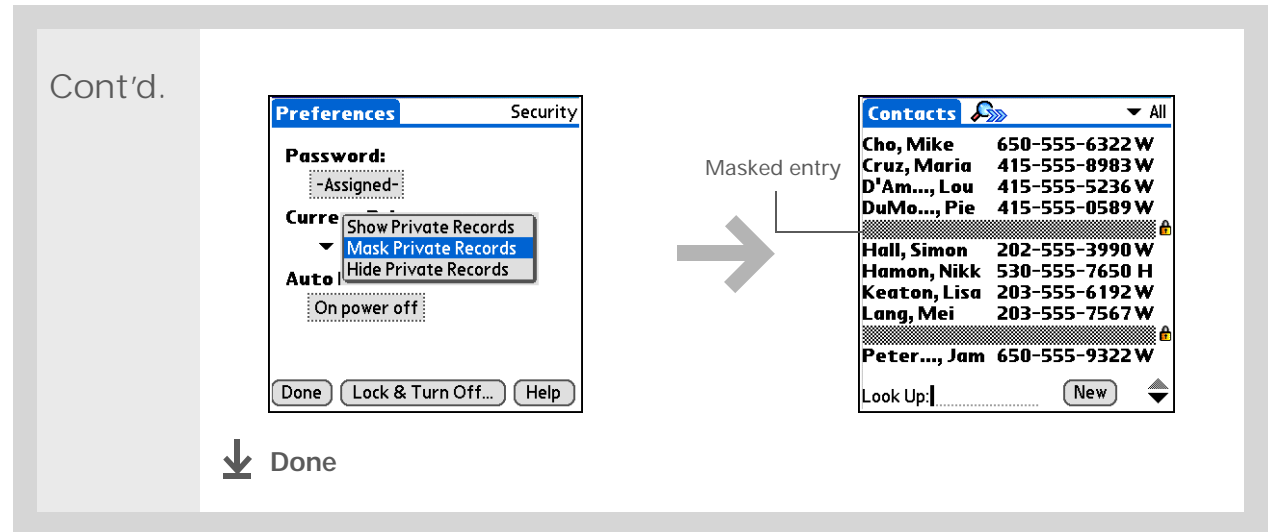 Cont'd.
Preferences Security
Password:
-Assigned-
Curre
Show Private Records
Mask Private Records
Hide Private Records
Auto
On power off
Done Lock & Turn Off... Help
Masked entry
Contacts All
Cho, Mike 650-555-6322 W
Cruz, Maria 415-555-8983 W
D'Am..., Lou 415-555-5236 W
DuMo..., Pie 415-555-0589 W
Hall, Simon 202-555-3990 W
Hamon, Nikk 530-555-7650 H
Keaton, Lisa 203-555-6192 W
Lang, Mei 203-555-7567 W
Peter..., Jam 650-555-9322 W
Look Up: New
Done